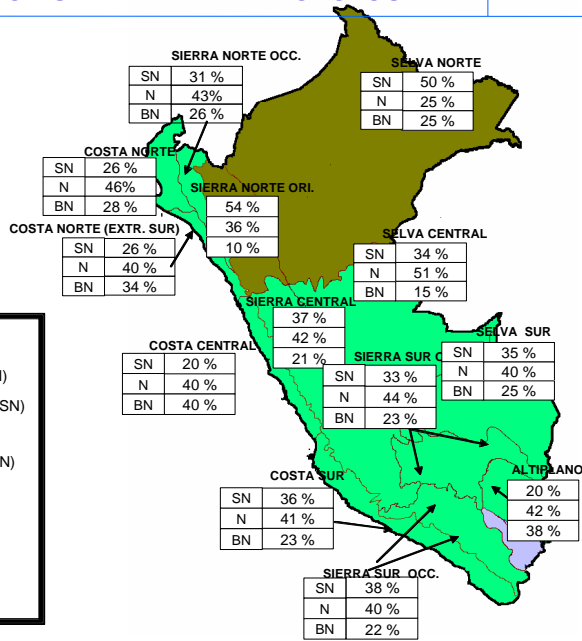 SIERRA NORTE OCC.
SN 31 %
N 43%
BN 26 %
SELVA NORTE
SN 50 %
N 25 %
BN 25 %
COSTA NORTE
SN 26 %
N 46%
BN 28 %
SIERRA NORTE ORI.
54 %
36 %
10 %
COSTA NORTE (EXTR. SUR)
SN 26 %
N 40 %
BN 34 %
SELVA CENTRAL
SN 34 %
N 51 %
BN 15 %
SIERRA CENTRAL
37 %
42 %
21 %
COSTA CENTRAL
SN 20 %
N 40 %
BN 40 %
SIERRA SUR
SN 33 %
N 44 %
BN 23 %
SELVA SUR
SN 35 %
N 40 %
BN 25 %
ALTIPLANO
20 %
42 %
38 %
COSTA SUR
SN 36 %
N 41 %
BN 23 %
SIERRA SUR OCC.
SN 38 %
N 40 %
BN 22 %
SN)
N)